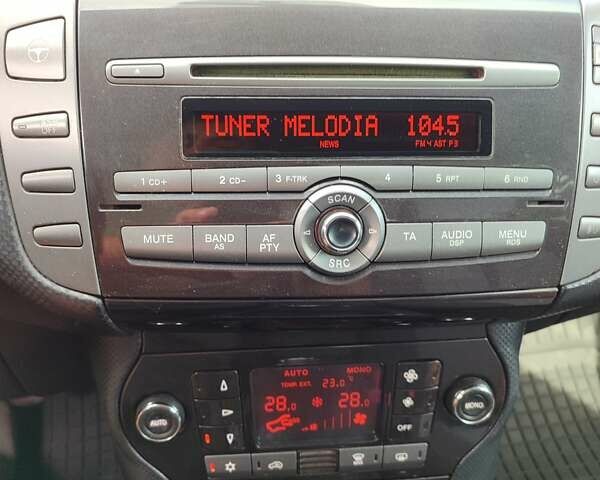 TUNER MELODIA 104.5
NEWS FM 4 AST P 3
1 CD+ 2 CD- 3 F-TRK 4 5 RPT 6 RND
SCAN
MUTE BAND AS AF PTY TA AUDIO DSP MENU RDS
SRC
OFF
AUTO MONO
TEMP. EXT. 23.0°C
28.0 28.0
AUTO MONO
OFF